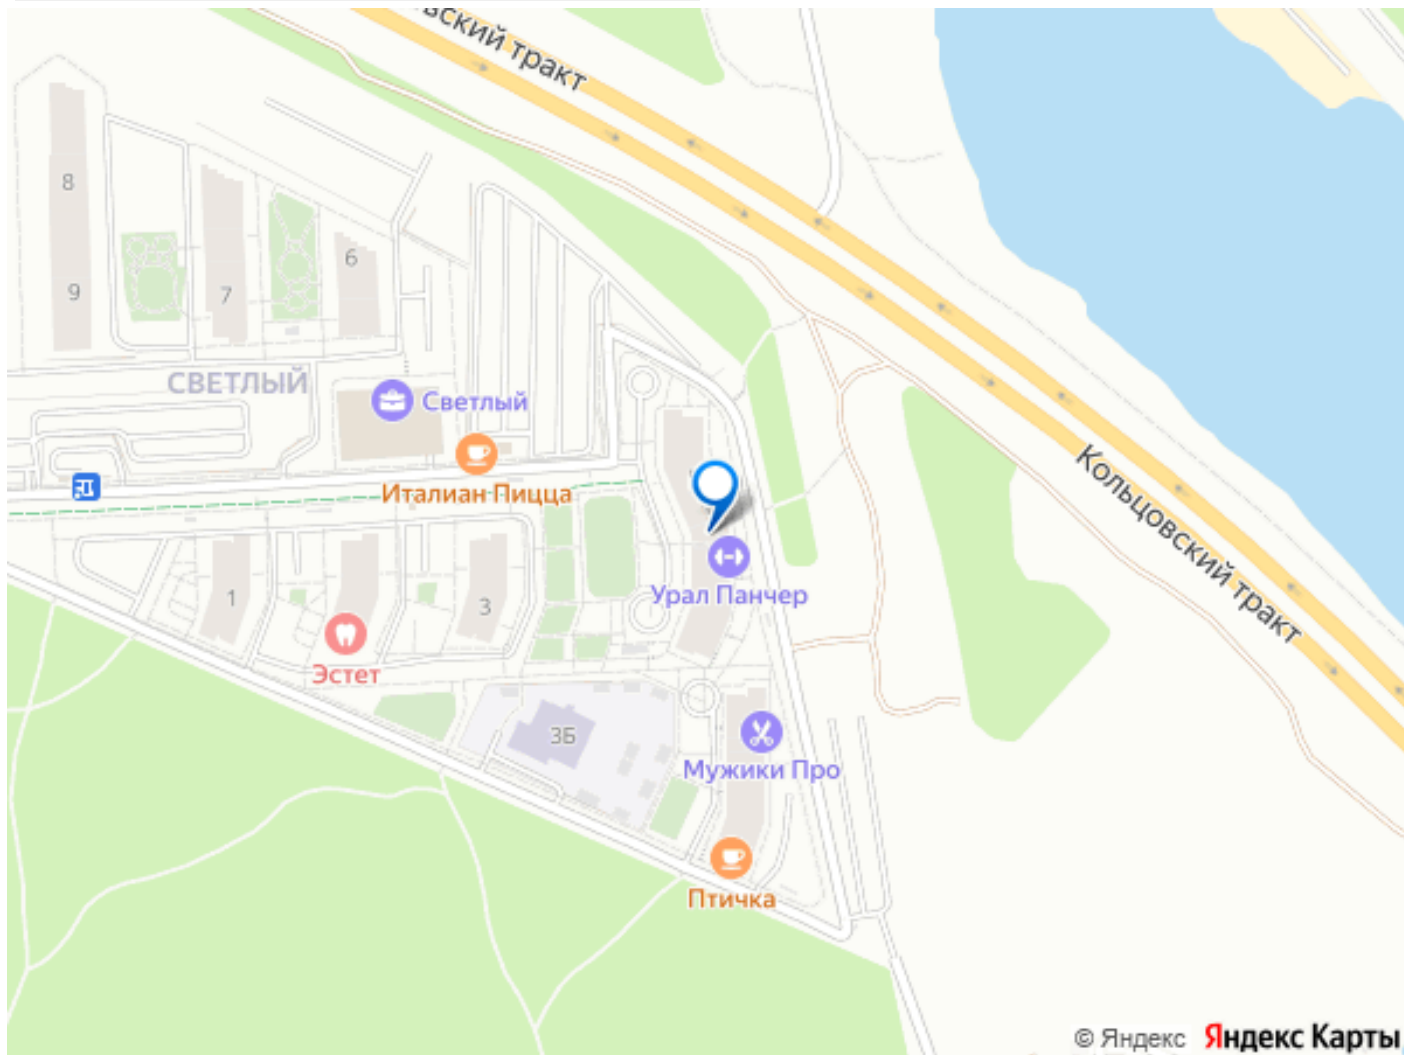 вский тракт
8
9
7
6
СВЕТЛЫЙ
Светлый
Италиан Пицца
Кольцовский тракт
1
3
Эстет
Урал Панчер
3Б
Мужики Про
Птичка
© Яндекс Яндекс Карты